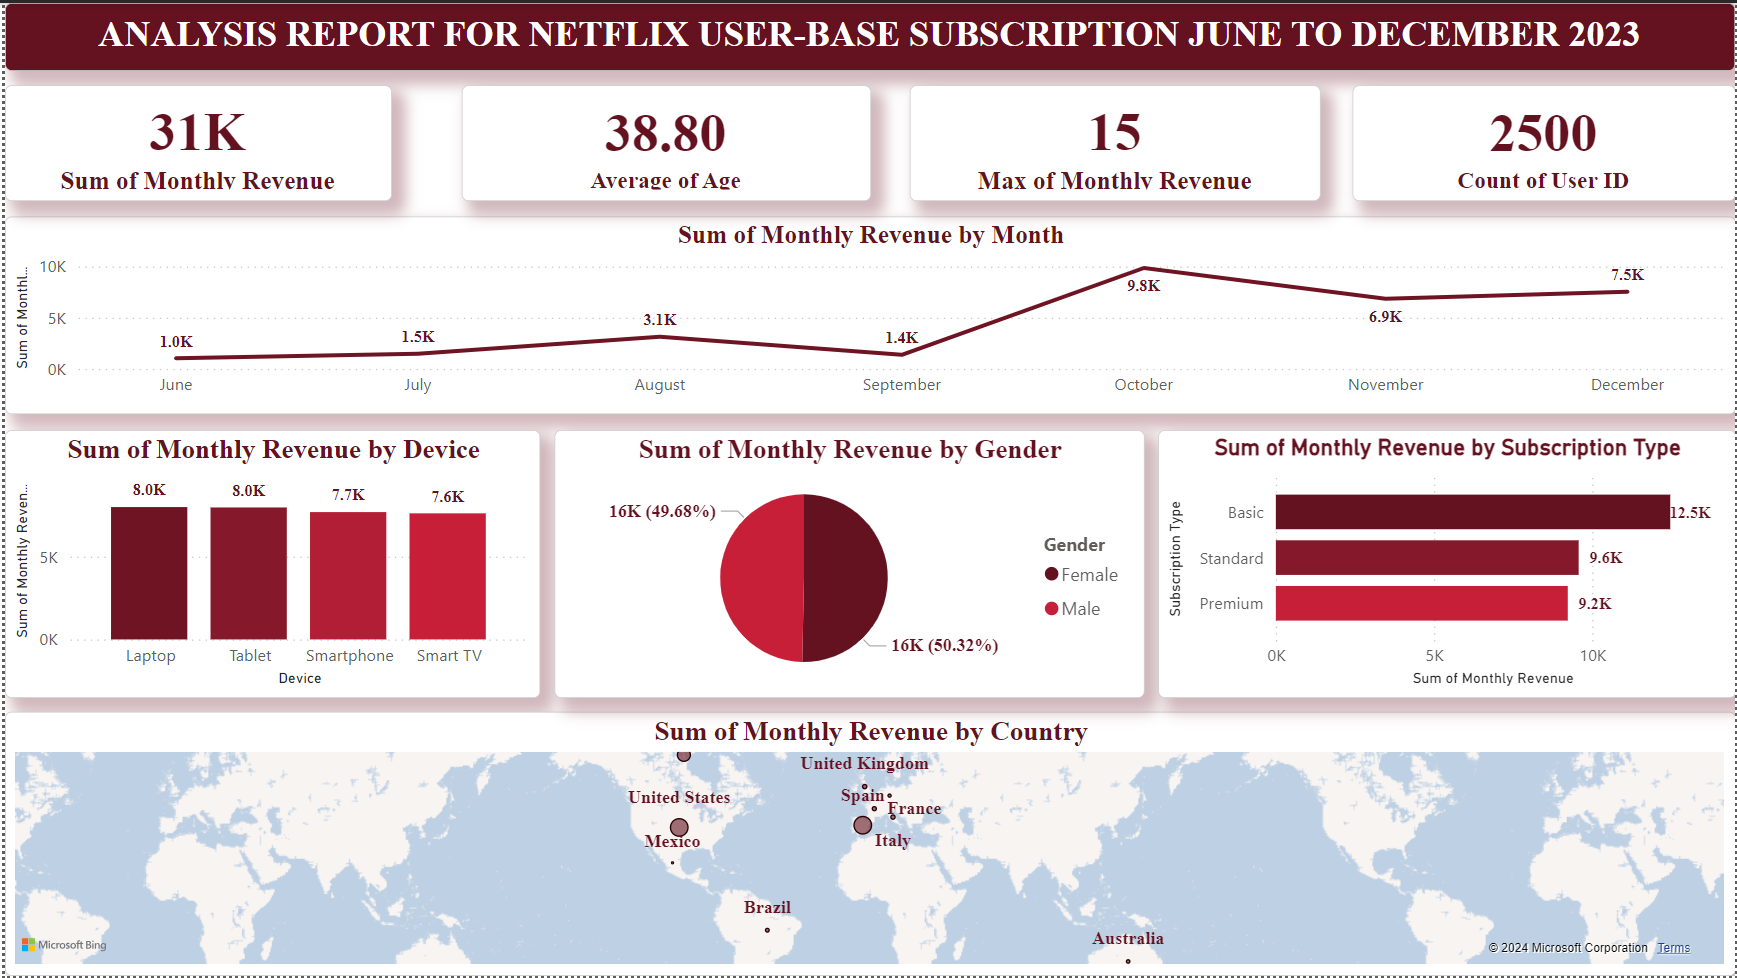 ANALYSIS REPORT FOR NETFLIX USER-BASE SUBSCRIPTION JUNE TO DECEMBER 2023
31K
Sum of Monthly Revenue
38.80
Average of Age
15
Max of Monthly Revenue
2500
Count of User ID
Sum of Monthly Revenue by Month
Sum of Monthl...
10K
5K
0K
1.0K
1.5K
3.1K
1.4K
9.8K
6.9K
7.5K
June
July
August
September
October
November
December
Sum of Monthly Revenue by Device
Sum of Monthly Reven...
5K
0K
8.0K
8.0K
7.7K
7.6K
Laptop
Tablet
Smartphone
Smart TV
Device
Sum of Monthly Revenue by Gender
16K (49.68%)
16K (50.32%)
Gender
Female
Male
Sum of Monthly Revenue by Subscription Type
Subscription Type
Basic
12.5K
Standard
9.6K
Premium
9.2K
0K
5K
10K
Sum of Monthly Revenue
Sum of Monthly Revenue by Country
United Kingdom
United States
Spain
France
Mexico
Italy
Brazil
Australia
Microsoft Bing
© 2024 Microsoft Corporation Terms